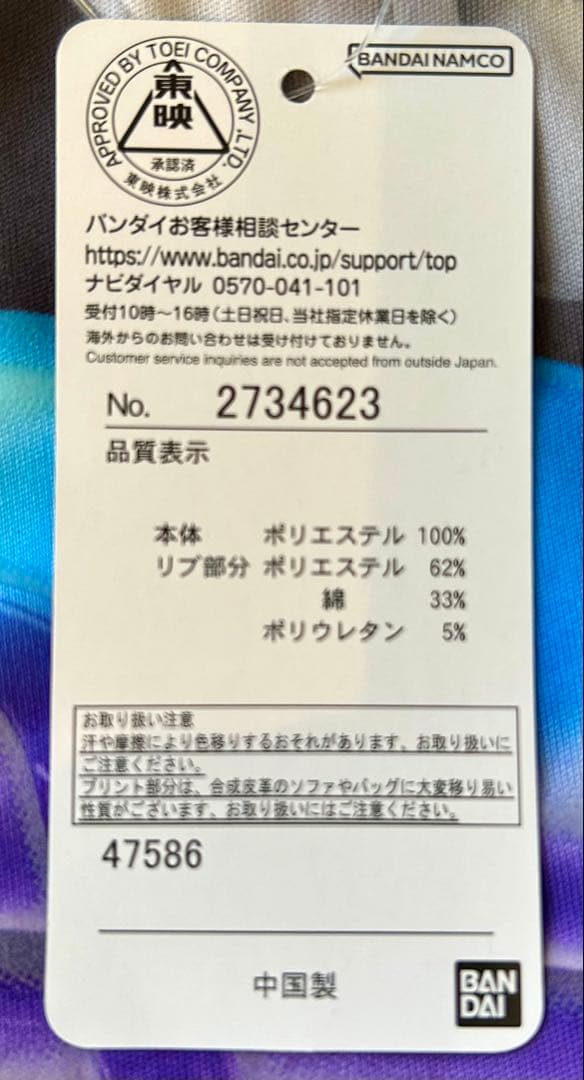 APPROVED BY TOEI COMPANY, LTD.
東映
承認済
東映株式会社
BANDAI NAMCO
バンダイお客様相談センター
https://www.bandai.co.jp/support/top
ナビダイヤル 0570-041-101
受付10時～16時(土日祝日、当社指定休業日を除く)
海外からのお問い合わせは受け付けておりません。
Customer service inquiries are not accepted from outside Japan.
No. 2734623
品質表示
本体 ポリエステル 100%
リブ部分 ポリエステル 62%
綿 33%
ポリウレタン 5%
お取り扱い注意
汗や摩擦により色移りするおそれがあります。お取り扱いに
ご注意ください。
プリント部分は、合成皮革のソファやバッグに大変移り易い
性質がございます。お取り扱いにはご注意ください。
47586
中国製
BAN
DAI